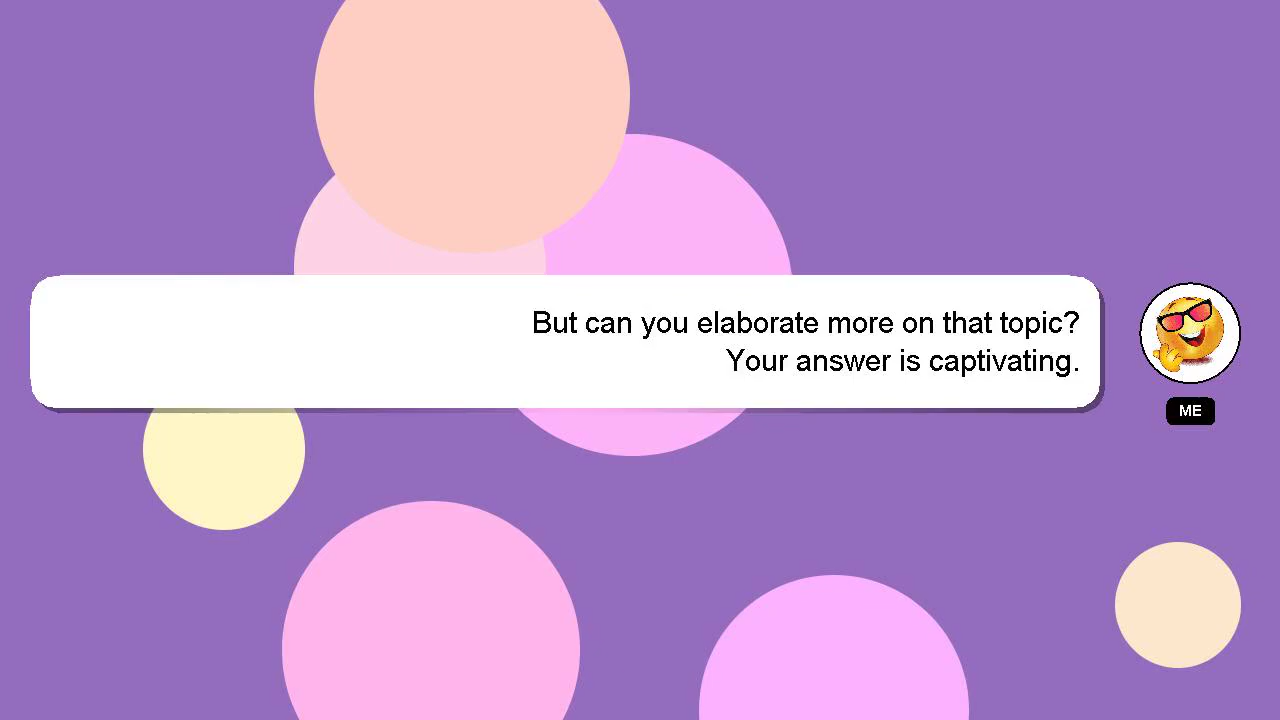 But can you elaborate more on that topic?
Your answer is captivating.
ME